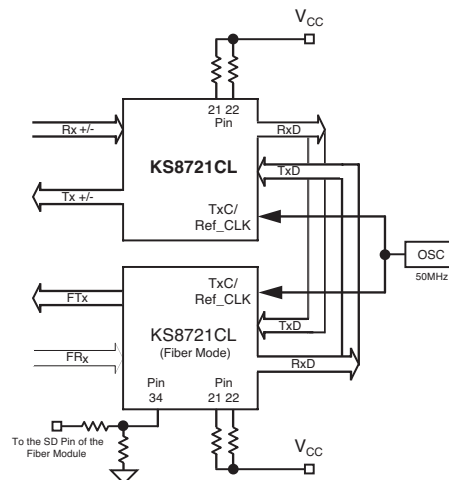 VCC
21 22
Pin
Rx +/-
RxD
KS8721CL
TxD
Tx +/-
TxC/
Ref_CLK
OSC
50MHz
TxC/
Ref_CLK
FTx
KS8721CL
TxD
(Fiber Mode)
FRx
RxD
Pin
34
Pin
21 22
To the SD Pin of the
Fiber Module
VCC